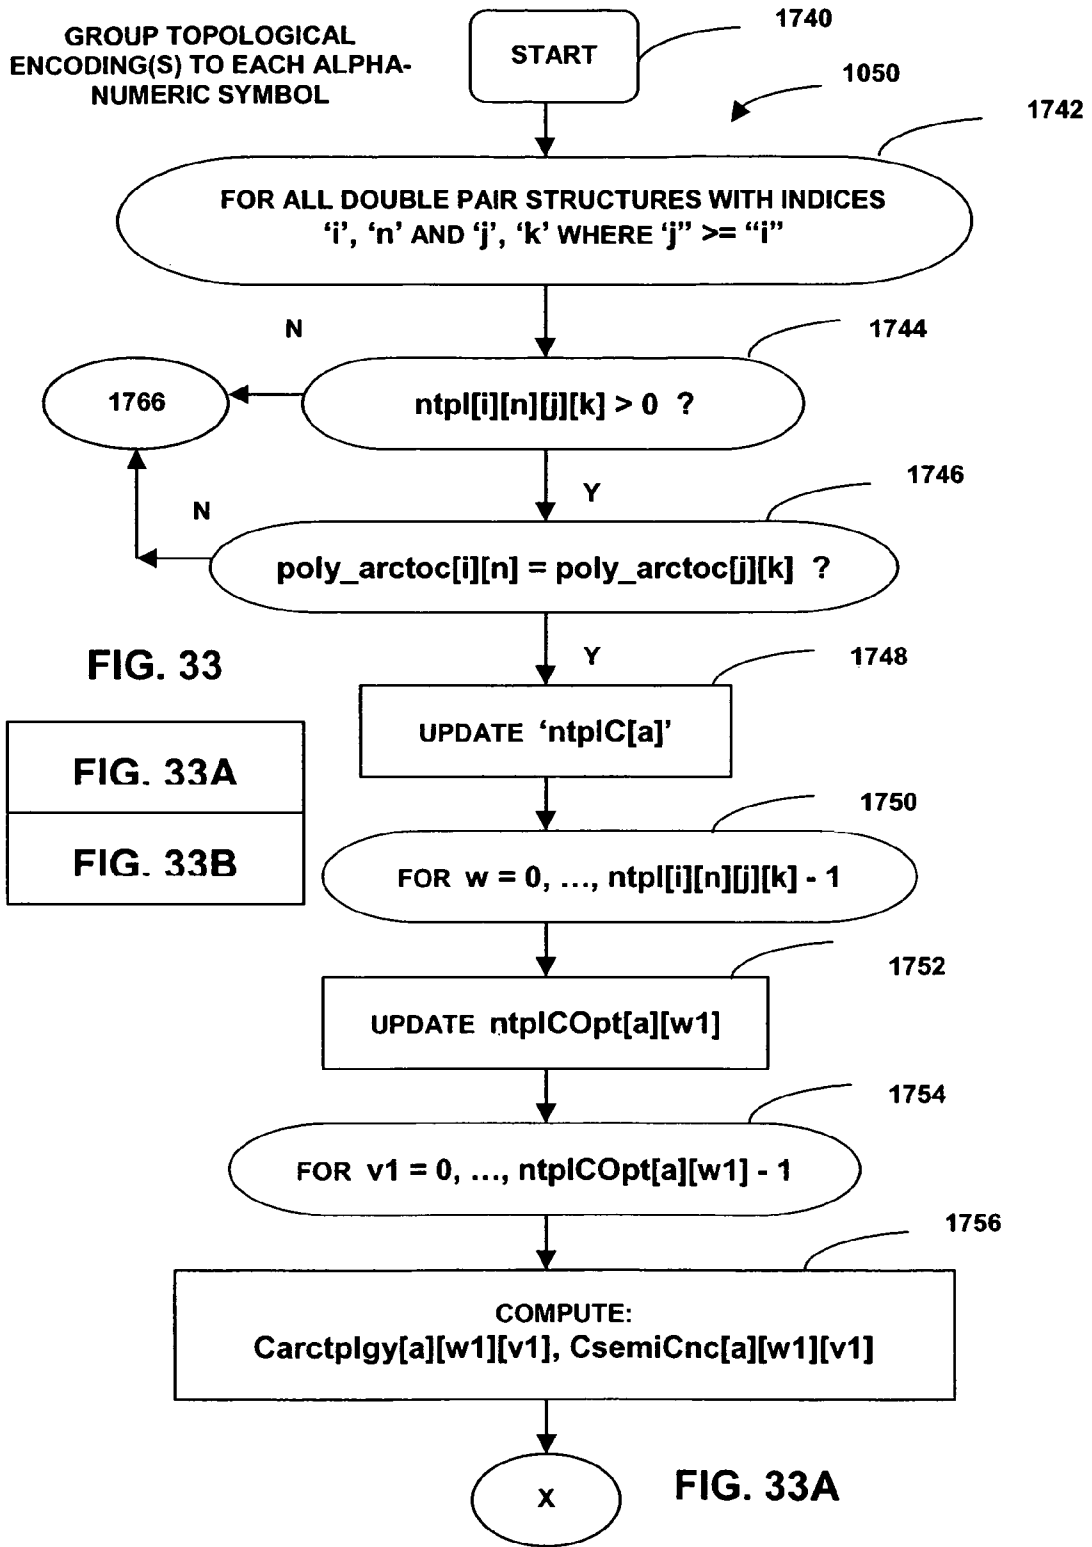 GROUP TOPOLOGICAL
ENCODING(S) TO EACH ALPHA-
NUMERIC SYMBOL
START
1740
1050
1742
FOR ALL DOUBLE PAIR STRUCTURES WITH INDICES
‘i’, ‘n’ AND ‘j’, ‘k’ WHERE ‘j” >= “i”
N
1744
1766
ntpl[i][n][j][k] > 0 ?
Y
1746
N
poly_arctoc[i][n] = poly_arctoc[j][k] ?
Y
1748
FIG. 33
UPDATE ‘ntplC[a]’
FIG. 33A
FIG. 33B
1750
FOR w = 0, ..., ntpl[i][n][j][k] - 1
1752
UPDATE ntplCOpt[a][w1]
1754
FOR v1 = 0, ..., ntplCOpt[a][w1] - 1
1756
COMPUTE:
Carctplgy[a][w1][v1], CsemiCnc[a][w1][v1]
X
FIG. 33A